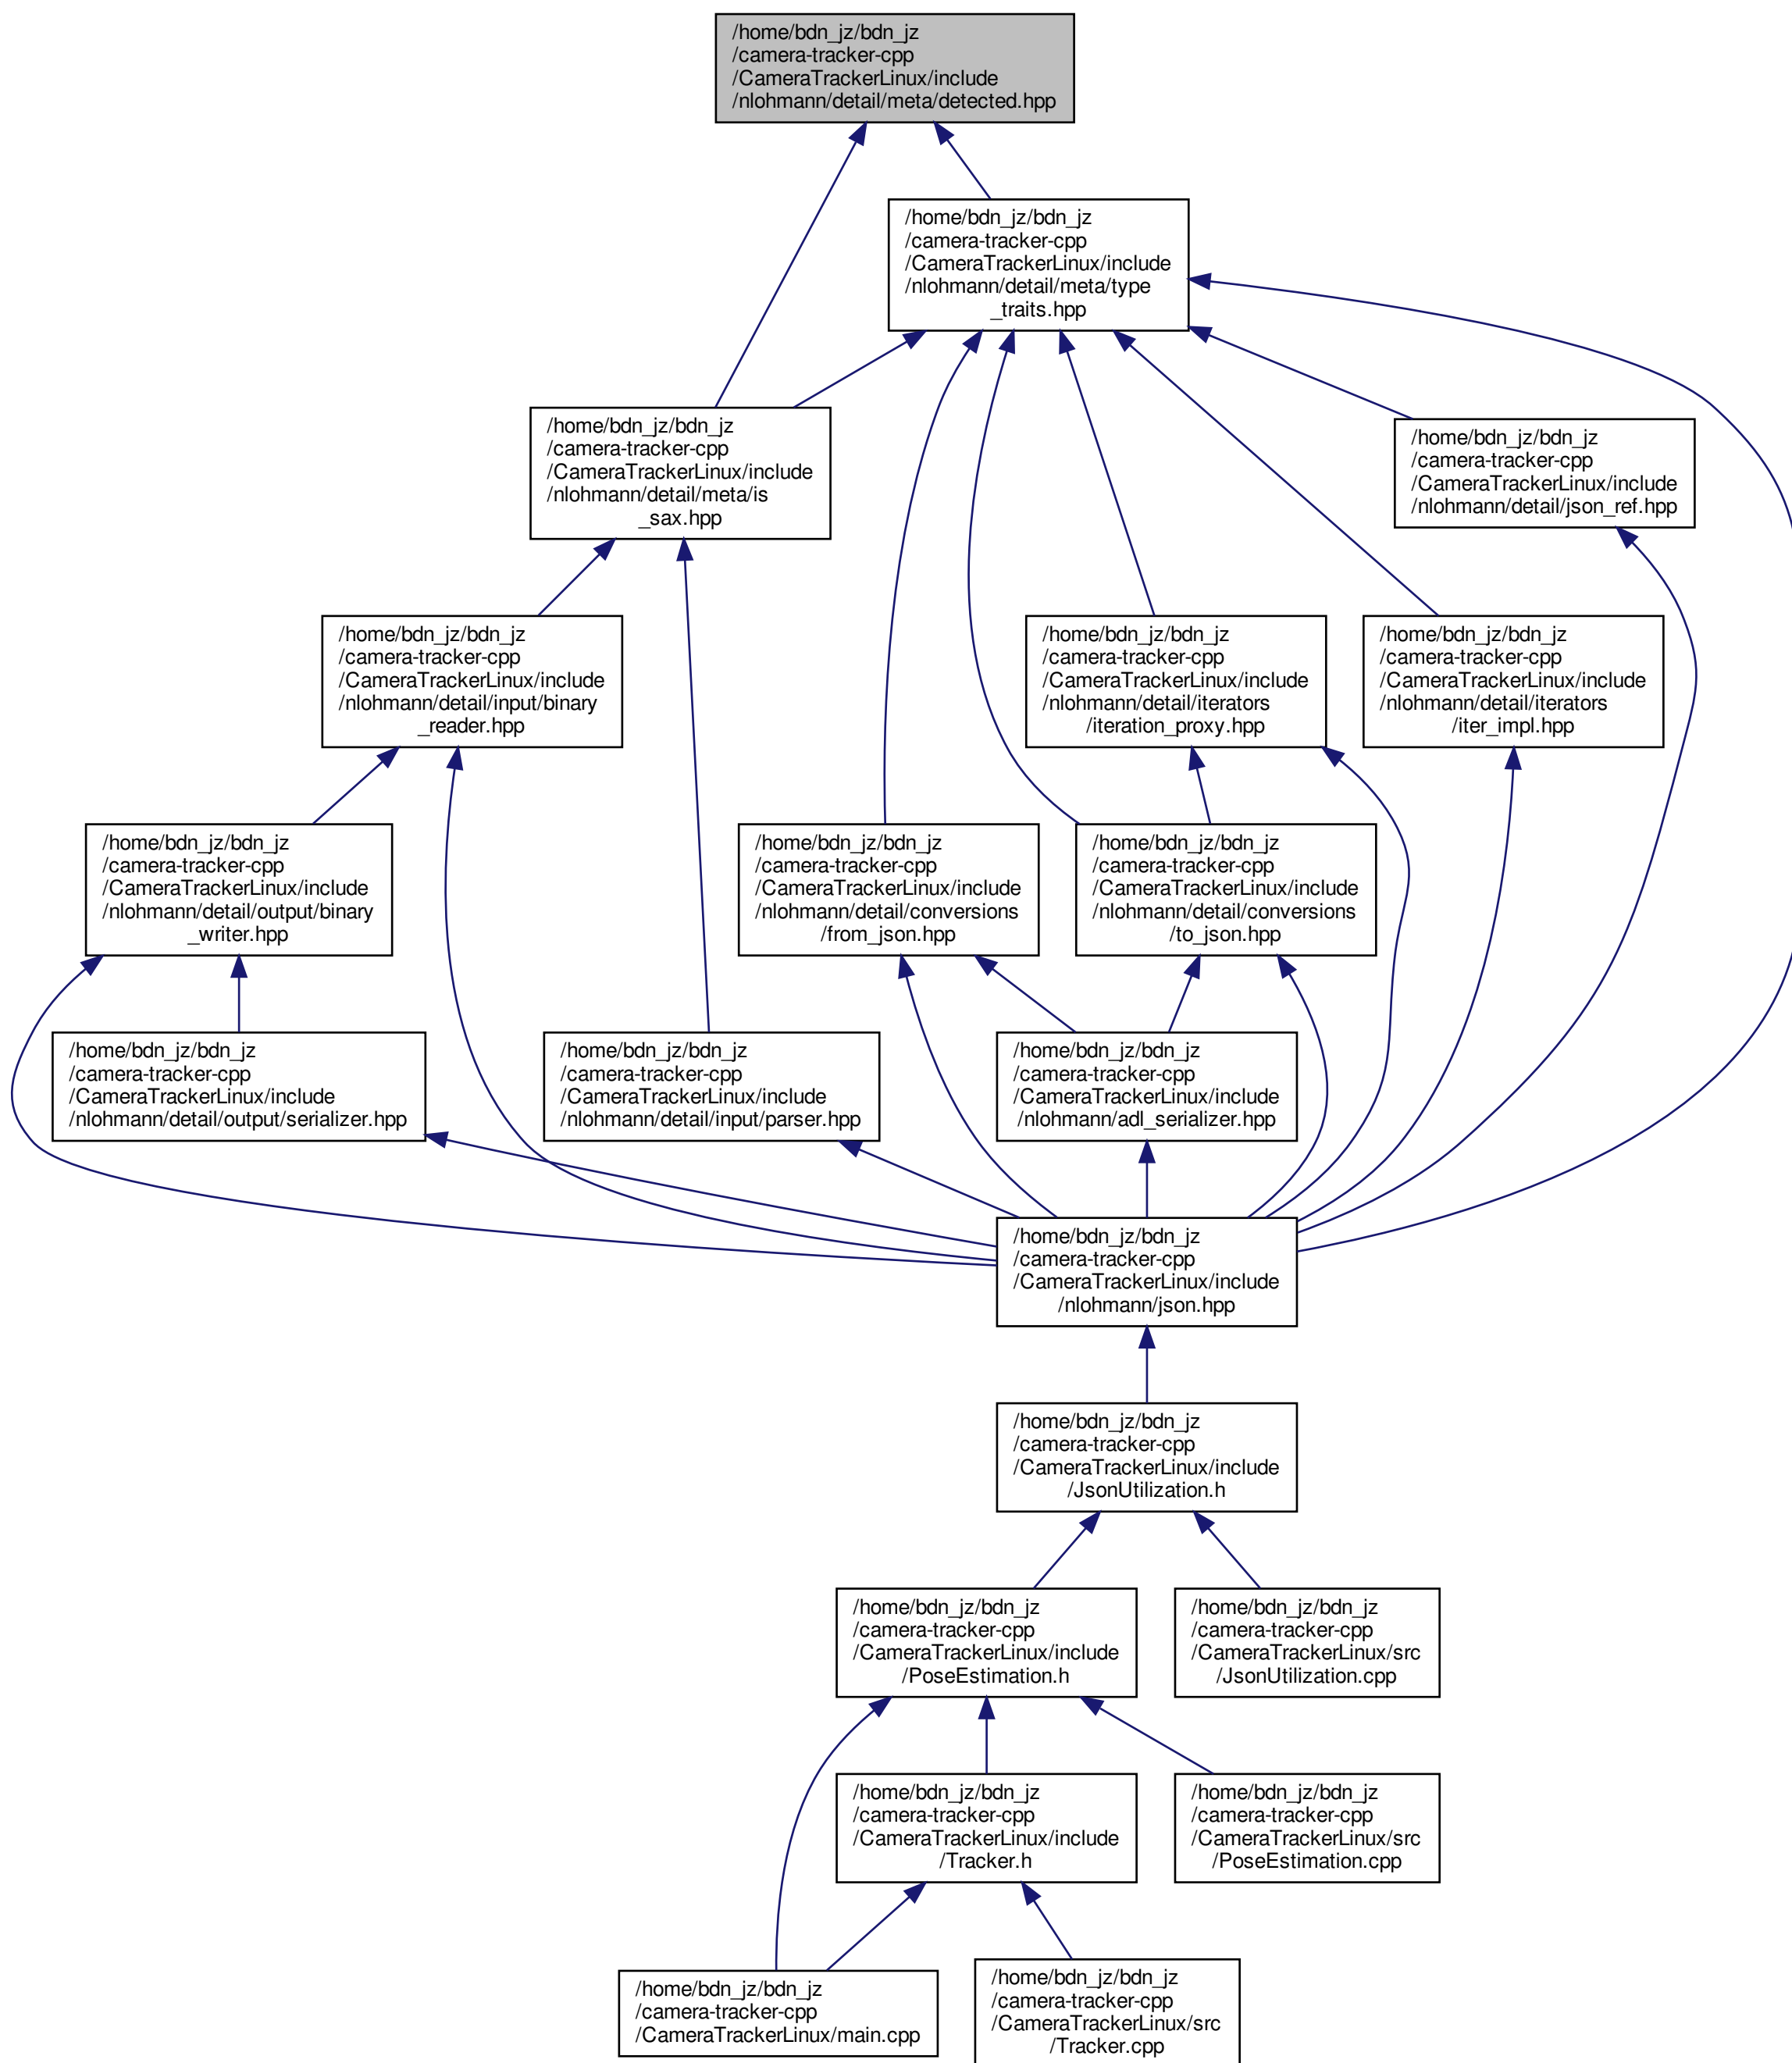 /home/bdn_jz/bdn_jz
/camera-tracker-cpp
/CameraTrackerLinux/include
/nlohmann/detail/meta/detected.hpp
/home/bdn_jz/bdn_jz
/camera-tracker-cpp
/CameraTrackerLinux/include
/nlohmann/detail/meta/type
_traits.hpp
/home/bdn_jz/bdn_jz
/camera-tracker-cpp
/CameraTrackerLinux/include
/nlohmann/detail/meta/is
_sax.hpp
/home/bdn_jz/bdn_jz
/camera-tracker-cpp
/CameraTrackerLinux/include
/nlohmann/detail/json_ref.hpp
/home/bdn_jz/bdn_jz
/camera-tracker-cpp
/CameraTrackerLinux/include
/nlohmann/detail/input/binary
_reader.hpp
/home/bdn_jz/bdn_jz
/camera-tracker-cpp
/CameraTrackerLinux/include
/nlohmann/detail/iterators
/iteration_proxy.hpp
/home/bdn_jz/bdn_jz
/camera-tracker-cpp
/CameraTrackerLinux/include
/nlohmann/detail/iterators
/iter_impl.hpp
/home/bdn_jz/bdn_jz
/camera-tracker-cpp
/CameraTrackerLinux/include
/nlohmann/detail/output/binary
_writer.hpp
/home/bdn_jz/bdn_jz
/camera-tracker-cpp
/CameraTrackerLinux/include
/nlohmann/detail/conversions
/from_json.hpp
/home/bdn_jz/bdn_jz
/camera-tracker-cpp
/CameraTrackerLinux/include
/nlohmann/detail/conversions
/to_json.hpp
/home/bdn_jz/bdn_jz
/camera-tracker-cpp
/CameraTrackerLinux/include
/nlohmann/detail/output/serializer.hpp
/home/bdn_jz/bdn_jz
/camera-tracker-cpp
/CameraTrackerLinux/include
/nlohmann/detail/input/parser.hpp
/home/bdn_jz/bdn_jz
/camera-tracker-cpp
/CameraTrackerLinux/include
/nlohmann/adl_serializer.hpp
/home/bdn_jz/bdn_jz
/camera-tracker-cpp
/CameraTrackerLinux/include
/nlohmann/json.hpp
/home/bdn_jz/bdn_jz
/camera-tracker-cpp
/CameraTrackerLinux/include
/JsonUtilization.h
/home/bdn_jz/bdn_jz
/camera-tracker-cpp
/CameraTrackerLinux/include
/PoseEstimation.h
/home/bdn_jz/bdn_jz
/camera-tracker-cpp
/CameraTrackerLinux/src
/JsonUtilization.cpp
/home/bdn_jz/bdn_jz
/camera-tracker-cpp
/CameraTrackerLinux/include
/Tracker.h
/home/bdn_jz/bdn_jz
/camera-tracker-cpp
/CameraTrackerLinux/src
/PoseEstimation.cpp
/home/bdn_jz/bdn_jz
/camera-tracker-cpp
/CameraTrackerLinux/main.cpp
/home/bdn_jz/bdn_jz
/camera-tracker-cpp
/CameraTrackerLinux/src
/Tracker.cpp